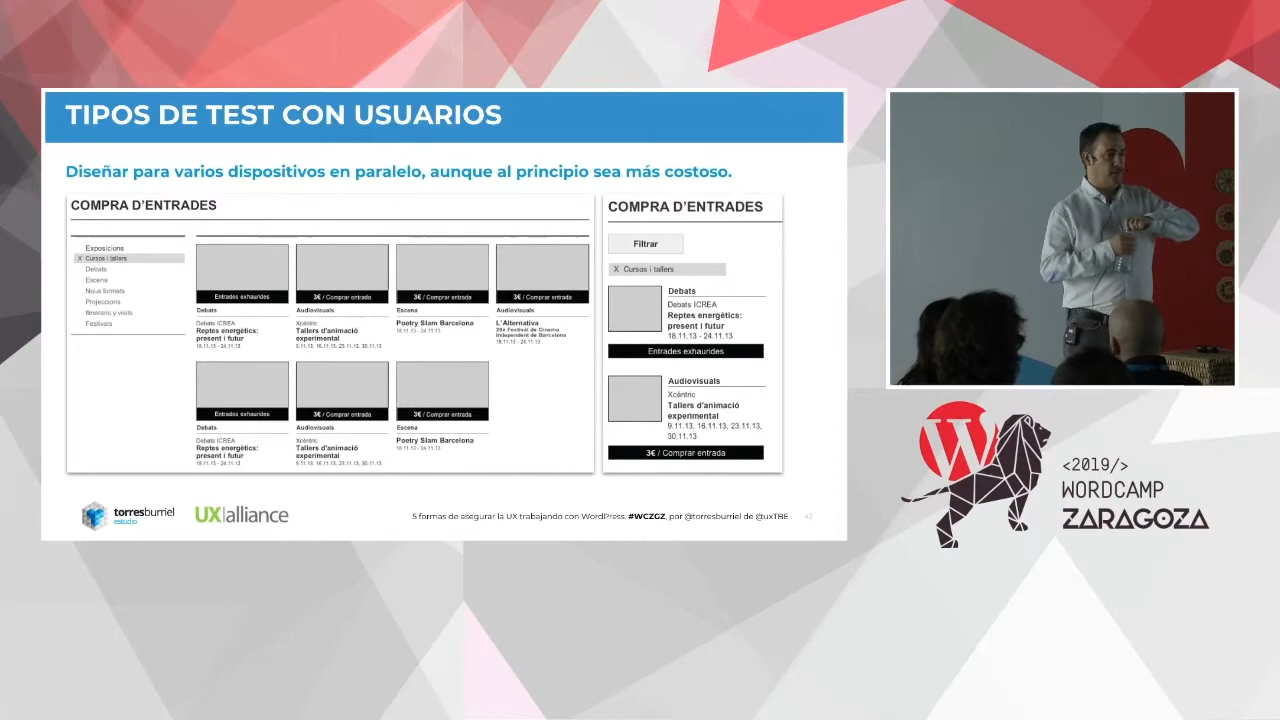 TIPOS DE TEST CON USUARIOS
Diseñar para varios dispositivos en paralelo, aunque al principio sea más costoso.
COMPRA D'ENTRADES
Exposicions
X Cursos i tallers
Debats
Escena
Nous formats
Projeccions
Itineraris y visits
Festivals
Entrades exhaurides
Debats
Debats ICREA
Reptes energètics:
present i futur
18.11.13 - 24.11.13
3€ / Comprar entrada
Audiovisuals
Xcèntric
Tallers d'animació
experimental
9.11.13, 16.11.13, 23.11.13, 30.11.13
3€ / Comprar entrada
Escena
Poetry Slam Barcelona
18.11.13 - 24.11.13
3€ / Comprar entrada
Audiovisuals
L'Alternativa
20è Festival de Cinema
Independent de Barcelona
18.11.13 - 24.11.13
Entrades exhaurides
Debats
Debats ICREA
Reptes energètics:
present i futur
18.11.13 - 24.11.13
3€ / Comprar entrada
Audiovisuals
Xcèntric
Tallers d'animació
experimental
9.11.13, 16.11.13, 23.11.13, 30.11.13
3€ / Comprar entrada
Escena
Poetry Slam Barcelona
18.11.13 - 24.11.13
COMPRA D'ENTRADES
Filtrar
X Cursos i tallers
Debats
Debats ICREA
Reptes energètics:
present i futur
18.11.13 - 24.11.13
Entrades exhaurides
Audiovisuals
Xcèntric
Tallers d'animació
experimental
9.11.13, 16.11.13, 23.11.13,
30.11.13
3€ / Comprar entrada
torresburriel
estudio
UX|alliance
5 formas de asegurar la UX trabajando con WordPress. #WCZGZ, por @torresburriel de @uxTBE
42
W
<2019/>
WORDCAMP
ZARAGOZA